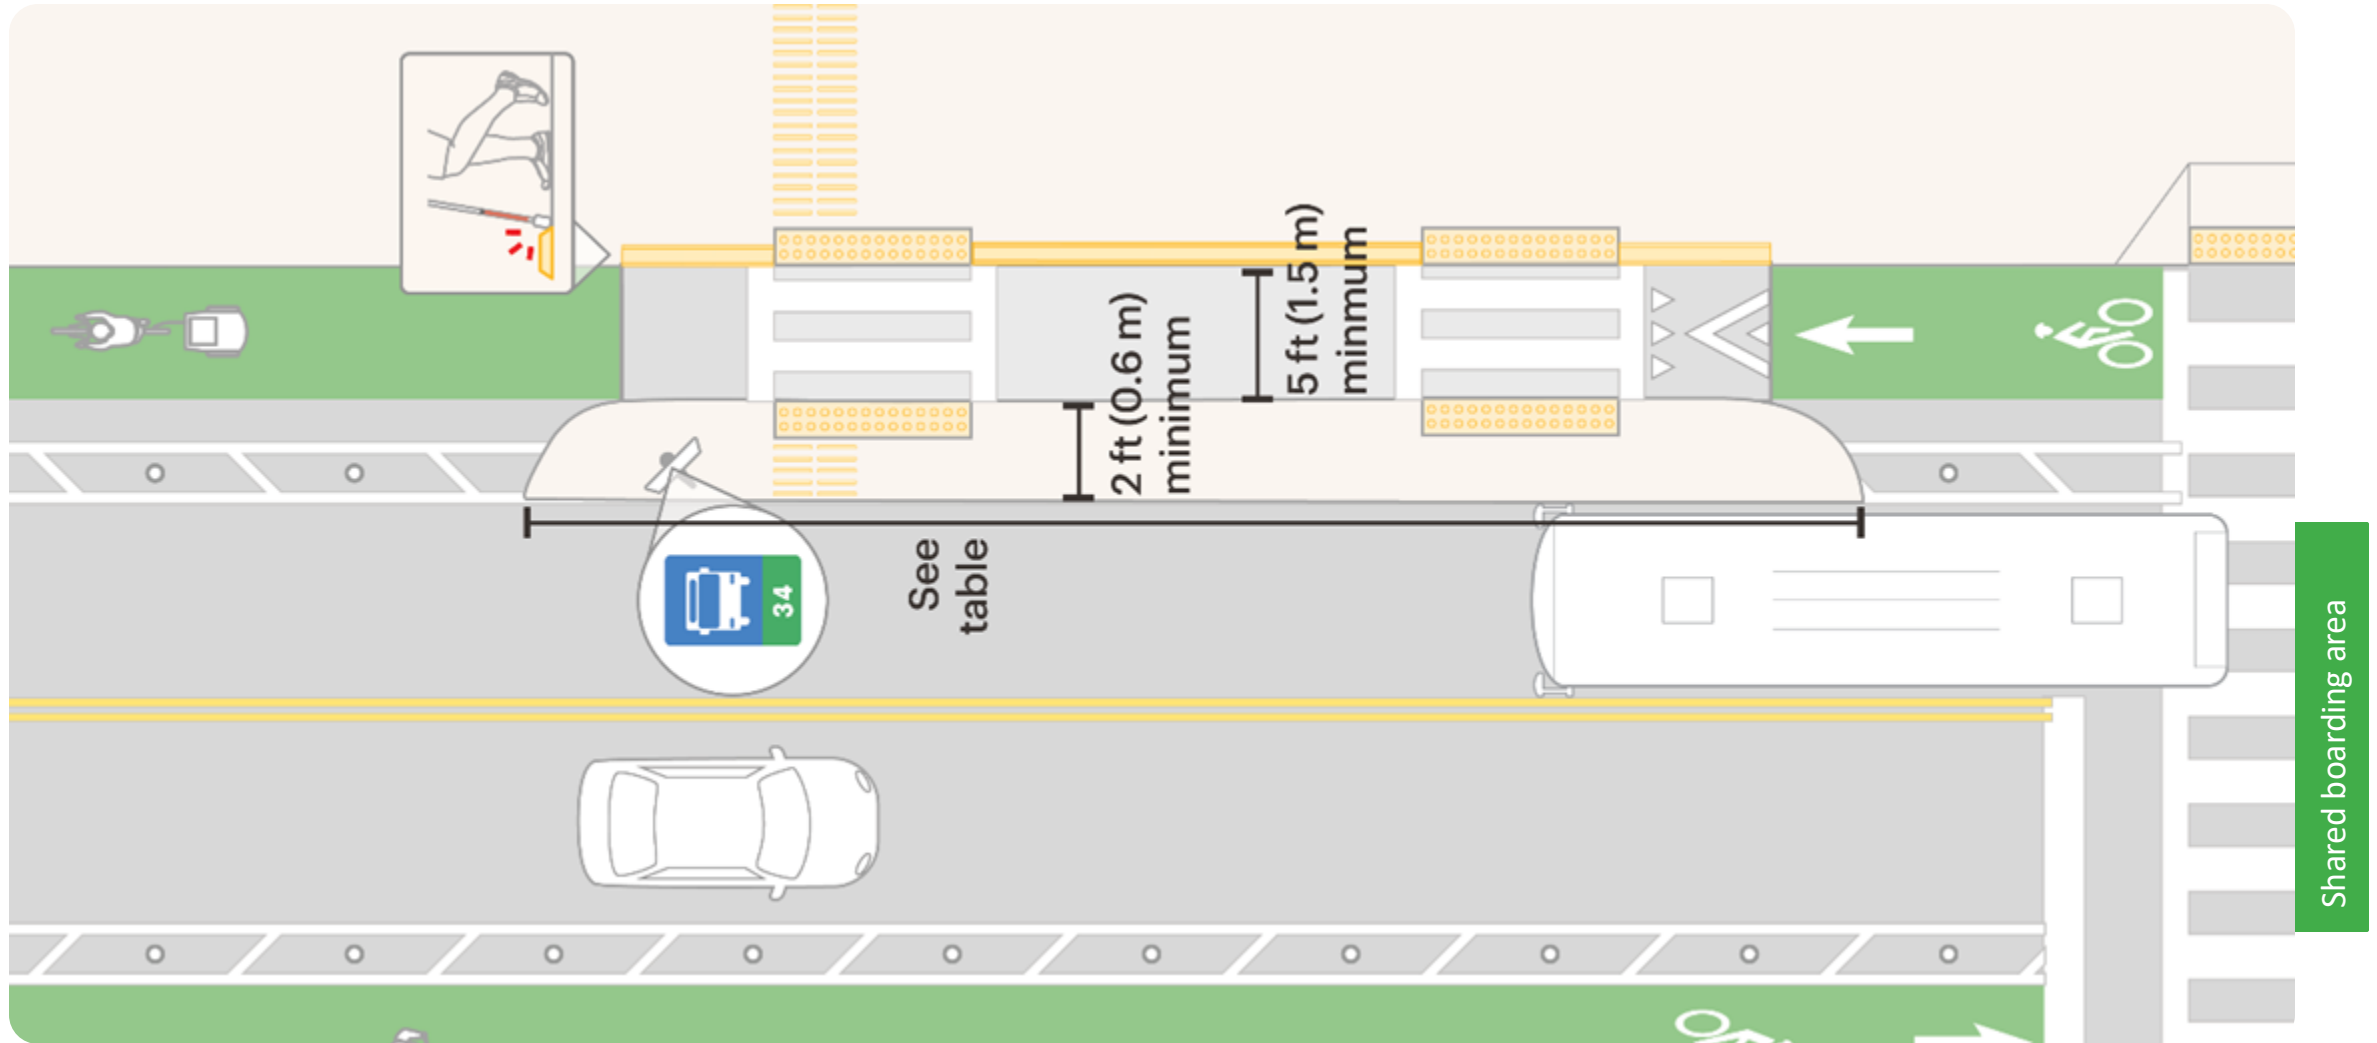 5 ft (1.5 m)
minmum
2 ft (0.6 m)
minimum
See
table
34
Shared boarding area